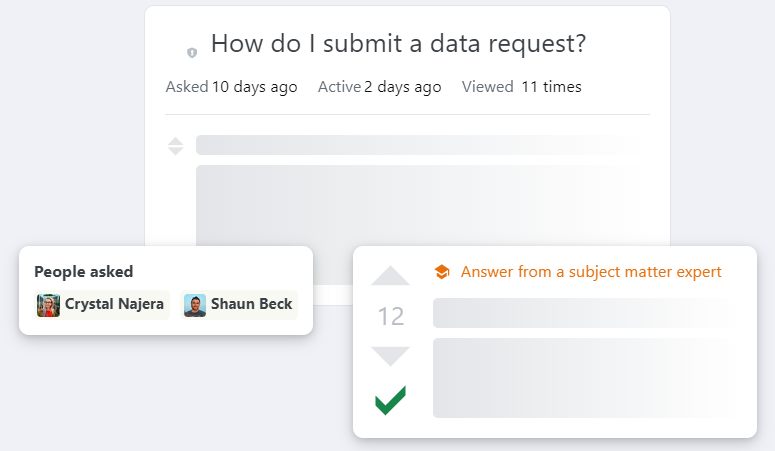 How do I submit a data request?
Asked 10 days ago Active 2 days ago Viewed 11 times
People asked
Crystal Najera Shaun Beck
Answer from a subject matter expert
12